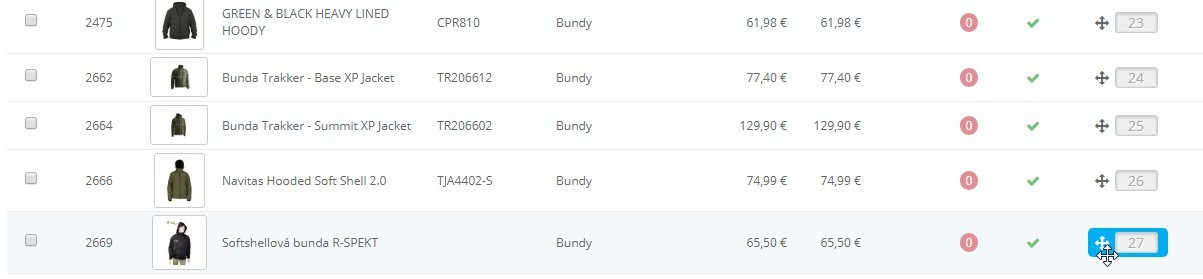 2475 GREEN & BLACK HEAVY LINED HOODY CPR810 Bundy 61,98 € 61,98 € 0 23
2662 Bunda Trakker - Base XP Jacket TR206612 Bundy 77,40 € 77,40 € 0 24
2664 Bunda Trakker - Summit XP Jacket TR206602 Bundy 129,90 € 129,90 € 0 25
2666 Navitas Hooded Soft Shell 2.0 TJA4402-S Bundy 74,99 € 74,99 € 0 26
2669 Softshellová bunda R-SPEKT Bundy 65,50 € 65,50 € 0 27